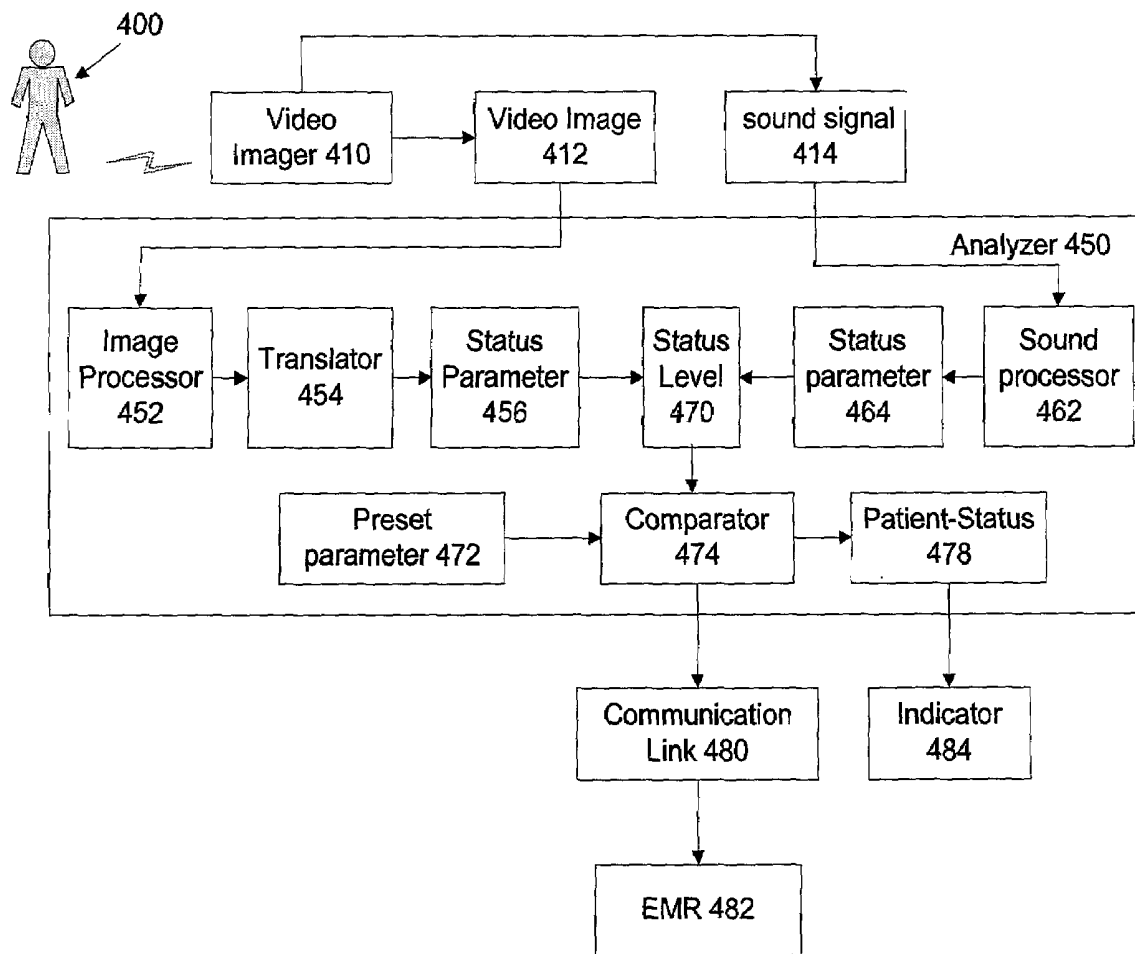 400
Video
Imager 410
Video Image
412
sound signal
414
Analyzer 450
Image
Processor
452
Translator
454
Status
Parameter
456
Status
Level
470
Status
parameter
464
Sound
processor
462
Preset
parameter 472
Comparator
474
Patient-Status
478
Communication
Link 480
Indicator
484
EMR 482